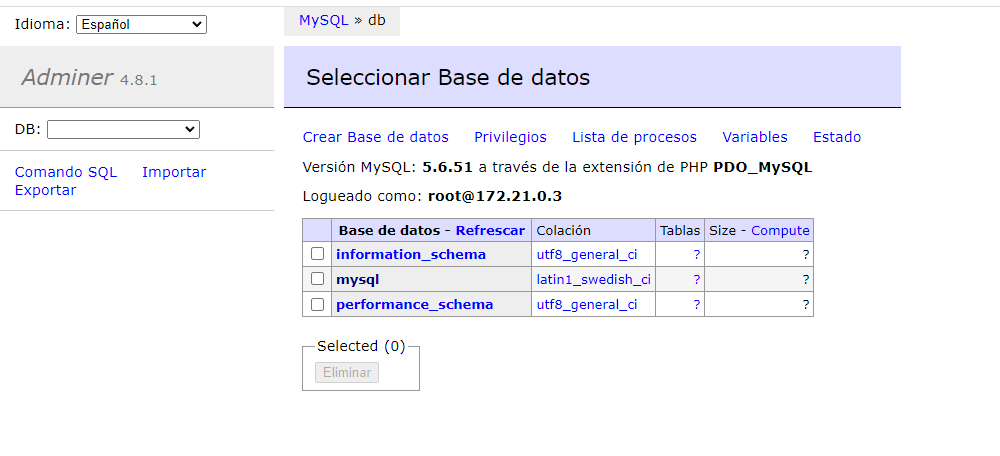 Idioma: Español
MySQL » db
Adminer 4.8.1
Seleccionar Base de datos
DB:
Comando SQL Importar
Exportar
Crear Base de datos Privilegios Lista de procesos Variables Estado
Versión MySQL: 5.6.51 a través de la extensión de PHP PDO_MySQL
Logueado como: root@172.21.0.3
Base de datos - Refrescar Colación Tablas Size - Compute
information_schema utf8_general_ci ? ?
mysql latin1_swedish_ci ? ?
performance_schema utf8_general_ci ? ?
Selected (0)
Eliminar